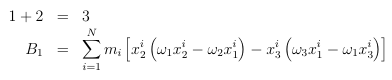 1 + 2 = 3
B_1 = \sum_{i=1}^{N} m_i \left[ x_2^i \left( \omega_1 x_2^i - \omega_2 x_1^i \right) - x_3^i \left( \omega_3 x_1^i - \omega_1 x_3^i \right) \right]